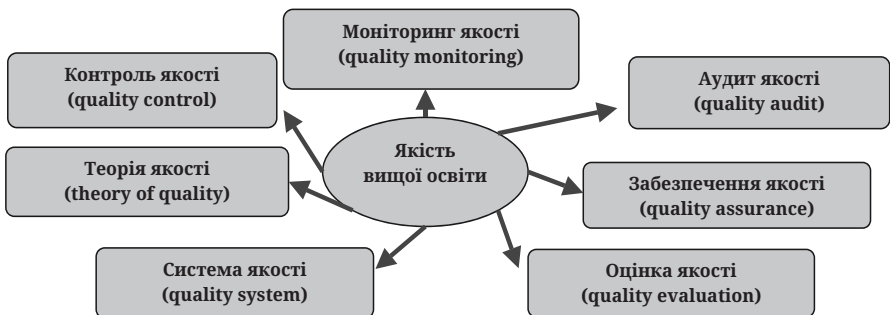 Моніторинг якості
(quality monitoring)
Контроль якості
(quality control)
Аудит якості
(quality audit)
Якість
вищої освіти
Теорія якості
(theory of quality)
Забезпечення якості
(quality assurance)
Система якості
(quality system)
Оцінка якості
(quality evaluation)